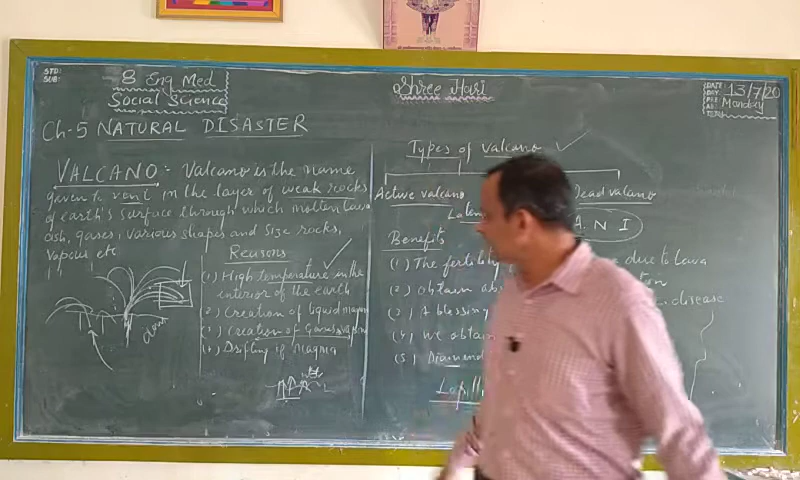 STD:
SUB:
8 Eng Med
Social Science
Shree Hari
DATE: 13/7/20
DAY: Monday
Ch-5 NATURAL DISASTER
VALCANO:- Valcano is the name
given to vent in the layer of weak rocks
of earth's surface through which molten lava
ash, gases, various shapes and size rocks,
vapour etc
Reasons
(1) High temperature in the
interior of the earth
(2) Creation of liquid magma
(3) Creation of Gases, vapour
(4) Drifting of Magma
Types of valcano
Active valcano
Dead valcano
A. N I
Benefits
(1) The fertility
due to Lava
(2) obtain
(3) A blessing
disease
(4) We obtain
(5)